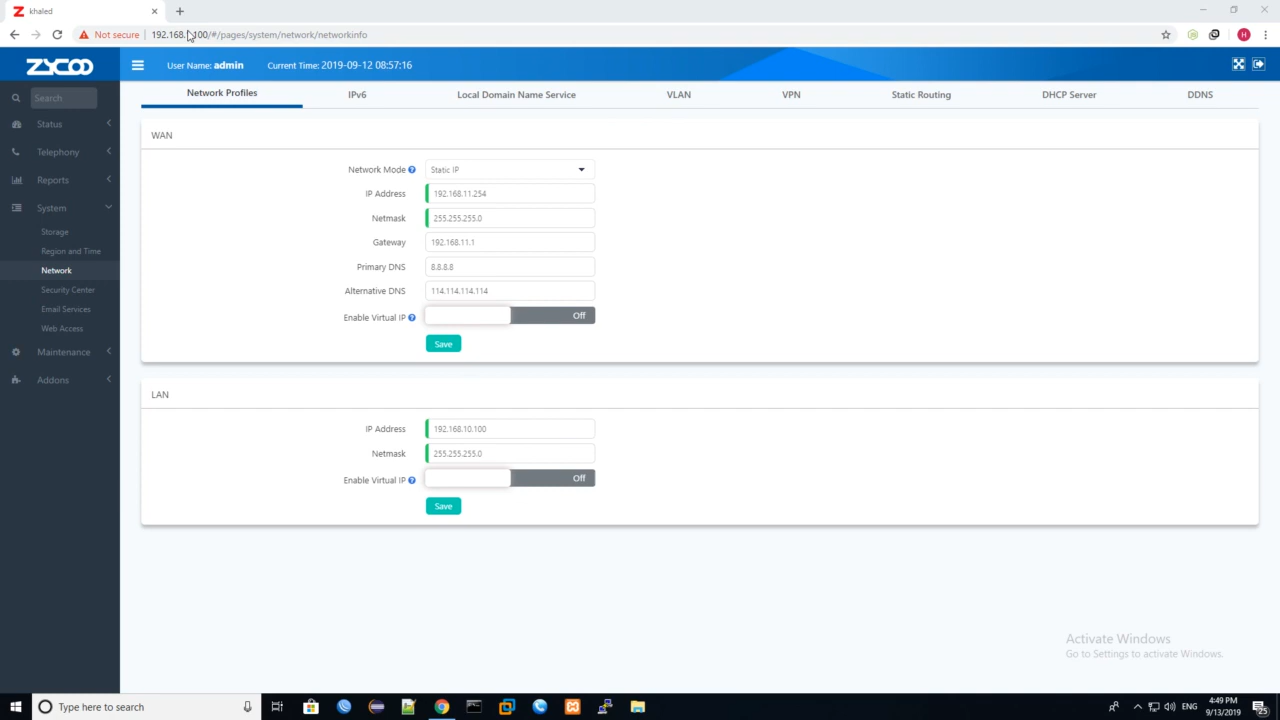 khaled
Not secure
192.168. 100/#/pages/system/network/networkinfo
H
ZYCOO
User Name: admin
Current Time: 2019-09-12 08:57:16
Search
Status
Telephony
Reports
System
Storage
Region and Time
Network
Security Center
Email Services
Web Access
Maintenance
Addons
Network Profiles
IPv6
Local Domain Name Service
VLAN
VPN
Static Routing
DHCP Server
DDNS
WAN
Network Mode ? Static IP
IP Address 192.168.11.254
Netmask 255.255.255.0
Gateway 192.168.11.1
Primary DNS 8.8.8.8
Alternative DNS 114.114.114.114
Enable Virtual IP ? Off
Save
LAN
IP Address 192.168.10.100
Netmask 255.255.255.0
Enable Virtual IP ? Off
Save
Activate Windows
Go to Settings to activate Windows.
Type here to search
ENG
4:49 PM
9/13/2019
25